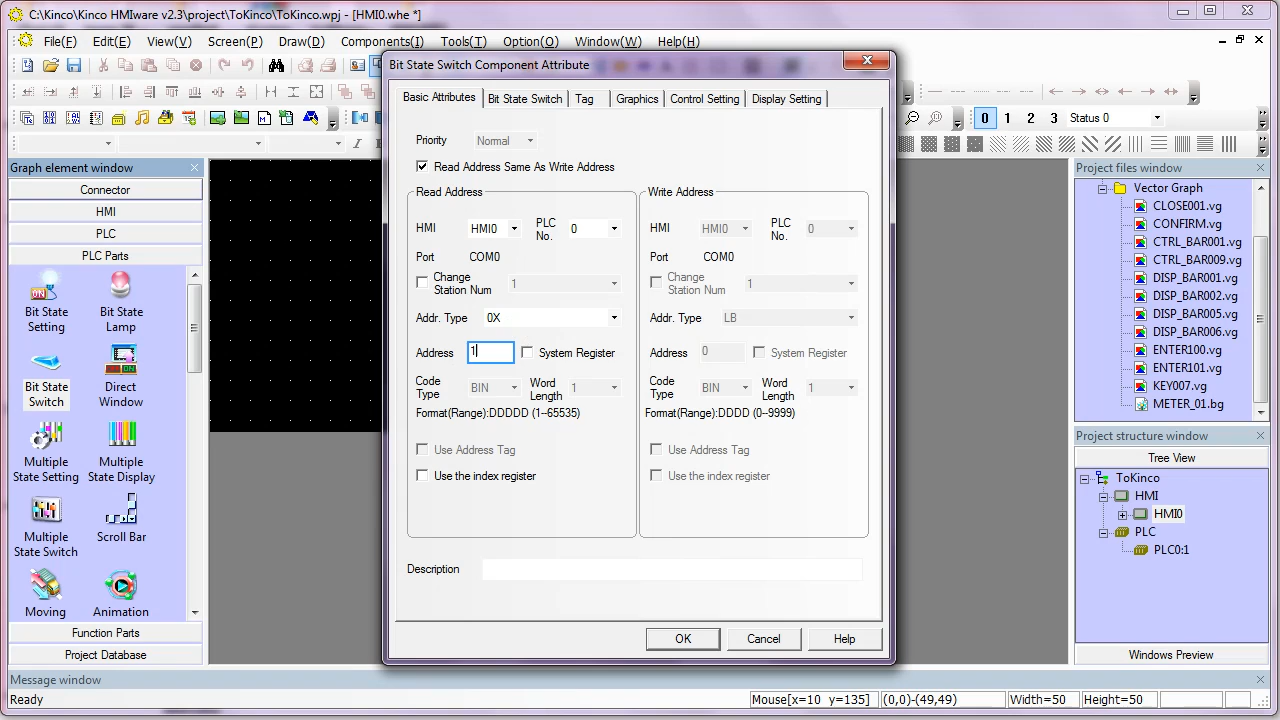 C:\Kinco\Kinco HMIware v2.3\project\ToKinco\ToKinco.wpj - [HMI0.whe *]
File(F) Edit(E) View(V) Screen(P) Draw(D) Components(I) Tools(T) Option(O) Window(W) Help(H)
0 1 2 3 Status 0
Graph element window
Connector
HMI
PLC
PLC Parts
Bit State Setting
Bit State Lamp
Bit State Switch
Direct Window
Multiple State Setting
Multiple State Display
Multiple State Switch
Scroll Bar
Moving
Animation
Function Parts
Project Database
Bit State Switch Component Attribute
Basic Attributes Bit State Switch Tag Graphics Control Setting Display Setting
Priority Normal
Read Address Same As Write Address
Read Address
HMI HMI0 PLC No. 0
Port COM0
Change Station Num 1
Addr. Type 0X
Address 1 System Register
Code Type BIN Word Length 1
Format(Range):DDDDD (1--65535)
Use Address Tag
Use the index register
Write Address
HMI HMI0 PLC No. 0
Port COM0
Change Station Num 1
Addr. Type LB
Address 0 System Register
Code Type BIN Word Length 1
Format(Range):DDDD (0--9999)
Use Address Tag
Use the index register
Description
OK Cancel Help
Project files window
Vector Graph
CLOSE001.vg
CONFIRM.vg
CTRL_BAR001.vg
CTRL_BAR009.vg
DISP_BAR001.vg
DISP_BAR002.vg
DISP_BAR005.vg
DISP_BAR006.vg
ENTER100.vg
ENTER101.vg
KEY007.vg
METER_01.bg
Project structure window
Tree View
ToKinco
HMI
HMI0
PLC
PLC0:1
Windows Preview
Message window
Ready Mouse[x=10 y=135] (0,0)-(49,49) Width=50 Height=50